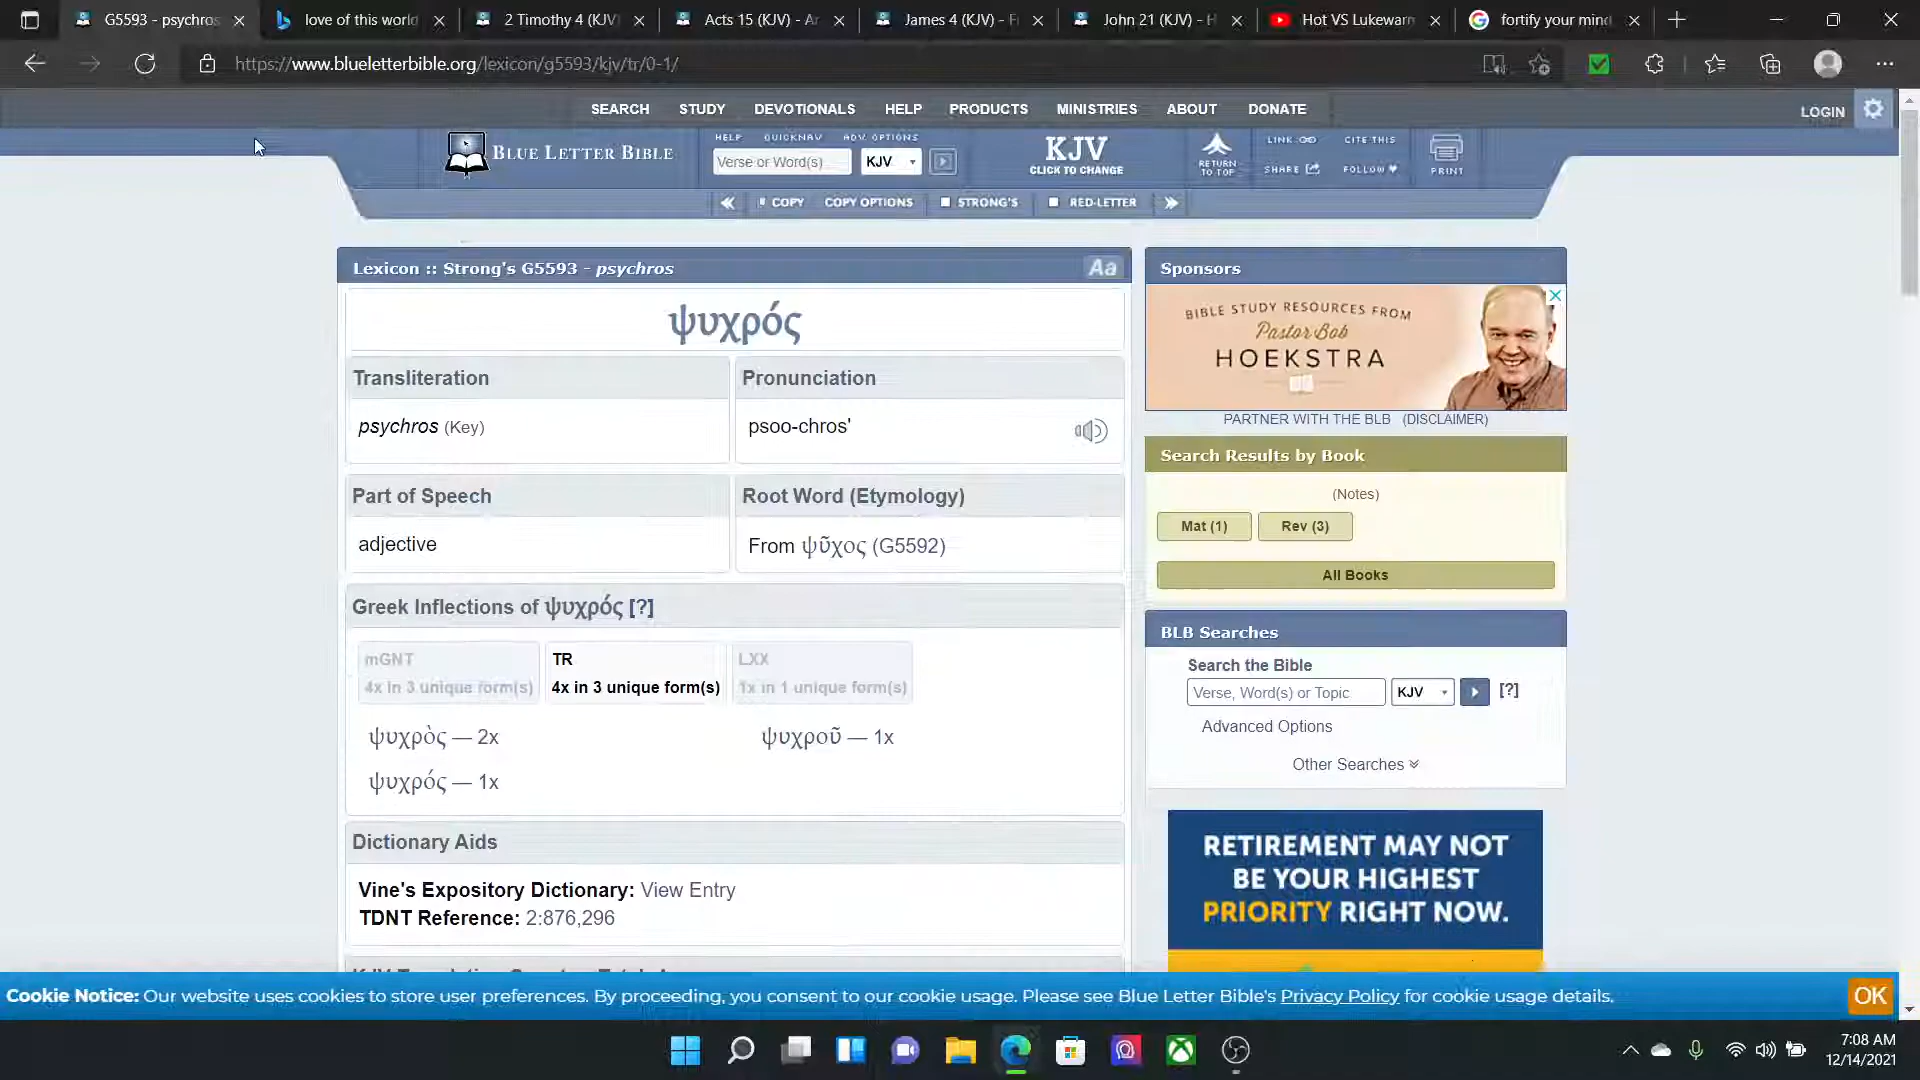 G5593 - psychros
love of this world
2 Timothy 4 (KJV)
Acts 15 (KJV) - Ar
James 4 (KJV) - F
John 21 (KJV) - H
Hot VS Lukewarm
fortify your mind
https://www.blueletterbible.org/lexicon/g5593/kjv/tr/0-1/
SEARCH STUDY DEVOTIONALS HELP PRODUCTS MINISTRIES ABOUT DONATE
LOGIN
BLUE LETTER BIBLE
HELP QUICKNAV ADV. OPTIONS
Verse or Word(s) KJV
KJV
CLICK TO CHANGE
RETURN
TO TOP
LINK CITE THIS
SHARE FOLLOW
PRINT
COPY COPY OPTIONS STRONG'S RED-LETTER
Lexicon :: Strong's G5593 - psychros
Aa
ψυχρός
Transliteration
psychros (Key)
Pronunciation
psoo-chros'
Part of Speech
adjective
Root Word (Etymology)
From ψῦχος (G5592)
Greek Inflections of ψυχρός [?]
mGNT
4x in 3 unique form(s)
TR
4x in 3 unique form(s)
LXX
1x in 1 unique form(s)
ψυχρὸς — 2x
ψυχροῦ — 1x
ψυχρός — 1x
Dictionary Aids
Vine's Expository Dictionary: View Entry
TDNT Reference: 2:876,296
Sponsors
BIBLE STUDY RESOURCES FROM
Pastor Bob
HOEKSTRA
PARTNER WITH THE BLB (DISCLAIMER)
Search Results by Book
(Notes)
Mat (1) Rev (3)
All Books
BLB Searches
Search the Bible
Verse, Word(s) or Topic KJV [?]
Advanced Options
Other Searches
RETIREMENT MAY NOT
BE YOUR HIGHEST
PRIORITY RIGHT NOW.
Cookie Notice: Our website uses cookies to store user preferences. By proceeding, you consent to our cookie usage. Please see Blue Letter Bible's Privacy Policy for cookie usage details.
OK
7:08 AM
12/14/2021